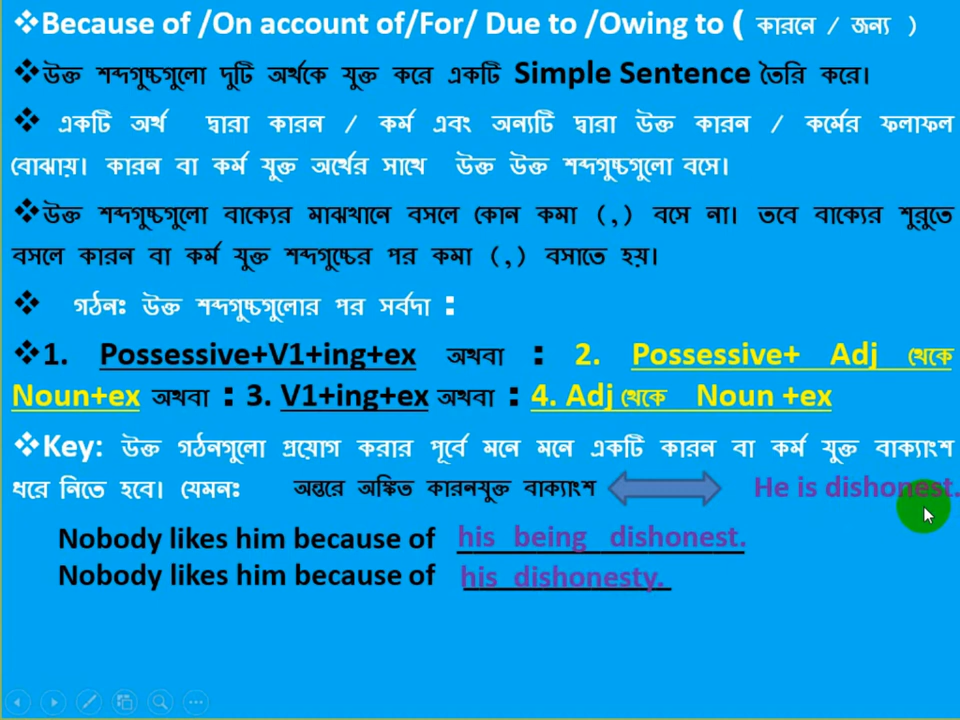 ❖Because of /On account of/For/ Due to /Owing to ( কারনে / জন্য )
❖উক্ত শব্দগুচ্ছগুলো দুটি অর্থকে যুক্ত করে একটি Simple Sentence তৈরি করে।
❖ একটি অর্থ দ্বারা কারন / কর্ম এবং অন্যটি দ্বারা উক্ত কারন / কর্মের ফলাফল
বোঝায়। কারন বা কর্ম যুক্ত অর্থের সাথে উক্ত উক্ত শব্দগুচ্ছগুলো বসে।
❖উক্ত শব্দগুচ্ছগুলো বাক্যের মাঝখানে বসলে কোন কমা (,) বসে না। তবে বাক্যের শুরুতে
বসলে কারন বা কর্ম যুক্ত শব্দগুচ্ছের পর কমা (,) বসাতে হয়।
❖ গঠনঃ উক্ত শব্দগুচ্ছগুলোর পর সর্বদা :
❖1. Possessive+V1+ing+ex অথবা : 2. Possessive+ Adj থেকে
Noun+ex অথবা : 3. V1+ing+ex অথবা : 4. Adj থেকে Noun +ex
❖Key: উক্ত গঠনগুলো প্রয়োগ করার পূর্বে মনে মনে একটি কারন বা কর্ম যুক্ত বাক্যাংশ
ধরে নিতে হবে। যেমনঃ অন্তরে অঙ্কিত কারনযুক্ত বাক্যাংশ He is dishonest.
Nobody likes him because of his being dishonest.
Nobody likes him because of his dishonesty.